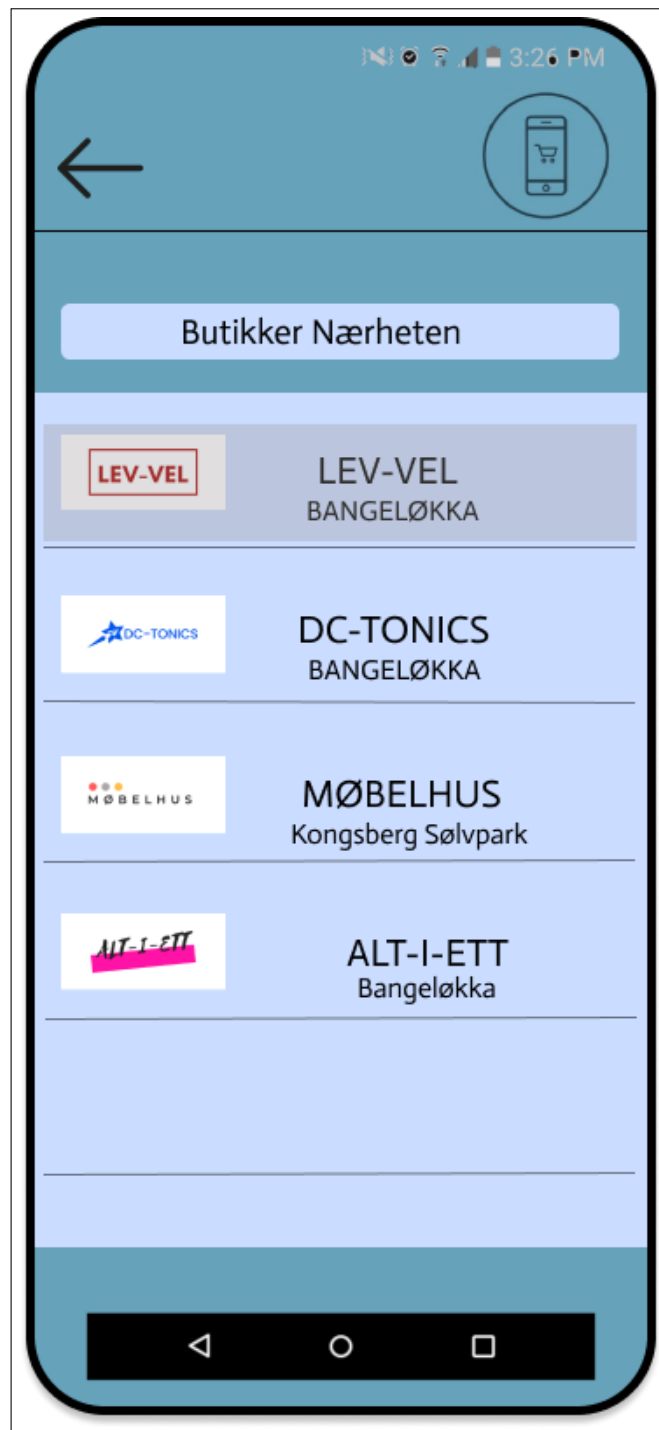 3:26 PM
Butikker Nærheten
LEV-VEL
LEV-VEL
BANGELØKKA
DC-TONICS
DC-TONICS
BANGELØKKA
MØBELHUS
MØBELHUS
Kongsberg Sølvpark
ALT-I-ETT
ALT-I-ETT
Bangeløkka